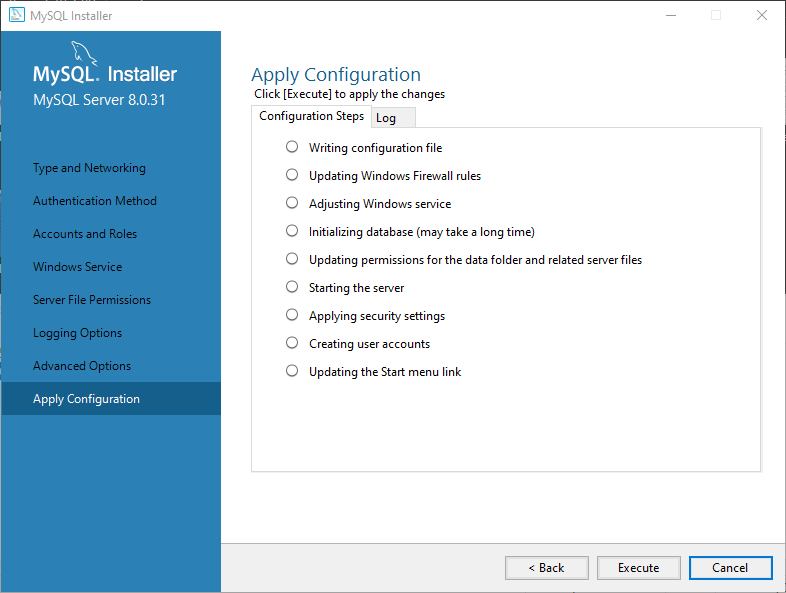 MySQL Installer
MySQL. Installer
MySQL Server 8.0.31
Type and Networking
Authentication Method
Accounts and Roles
Windows Service
Server File Permissions
Logging Options
Advanced Options
Apply Configuration
Apply Configuration
Click [Execute] to apply the changes
Configuration Steps
Log
Writing configuration file
Updating Windows Firewall rules
Adjusting Windows service
Initializing database (may take a long time)
Updating permissions for the data folder and related server files
Starting the server
Applying security settings
Creating user accounts
Updating the Start menu link
< Back
Execute
Cancel